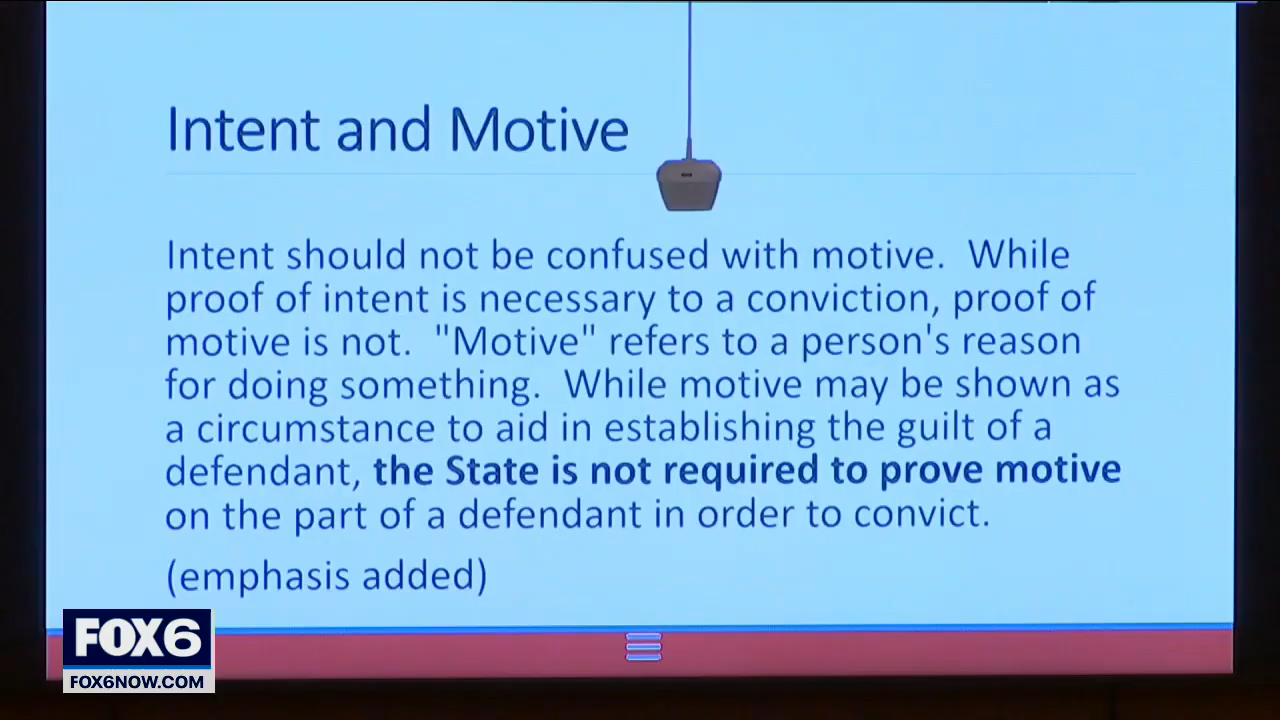 Intent and Motive
Intent should not be confused with motive.  While
proof of intent is necessary to a conviction, proof of
motive is not.  "Motive" refers to a person's reason
for doing something.  While motive may be shown as
a circumstance to aid in establishing the guilt of a
defendant, the State is not required to prove motive
on the part of a defendant in order to convict.
(emphasis added)
FOX6
FOX6NOW.COM